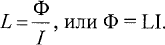 L = Φ/I, или Φ = LI.